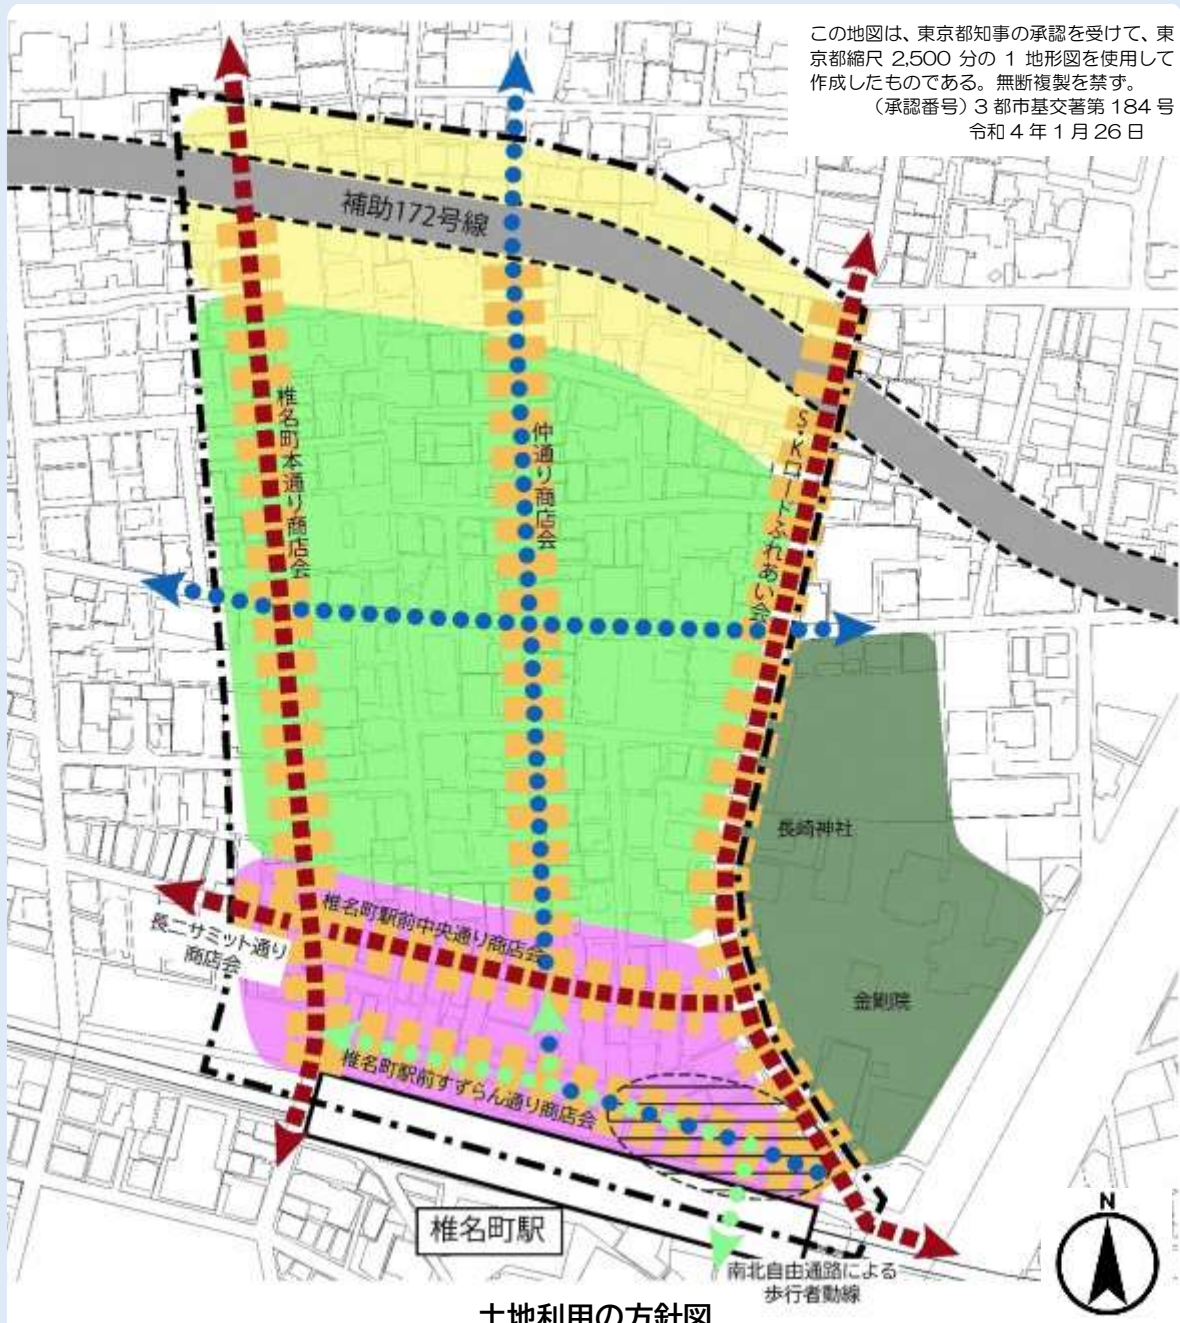 この地図は、東京都知事の承認を受けて、東
京都縮尺 2,500 分の 1 地形図を使用して
作成したものである。無断複製を禁ず。
（承認番号）3 都市基交著第 184 号
令和 4 年 1 月 26 日
補助172号線
椎名町本通り商店会
仲通り商店会
S・Kロードふれあい会
長崎神社
椎名町駅前中央通り商店会
長二サミット通り
商店会
金剛院
椎名町駅前すずらん通り商店会
椎名町駅
N
南北自由通路による
歩行者動線
土地利用の方針図